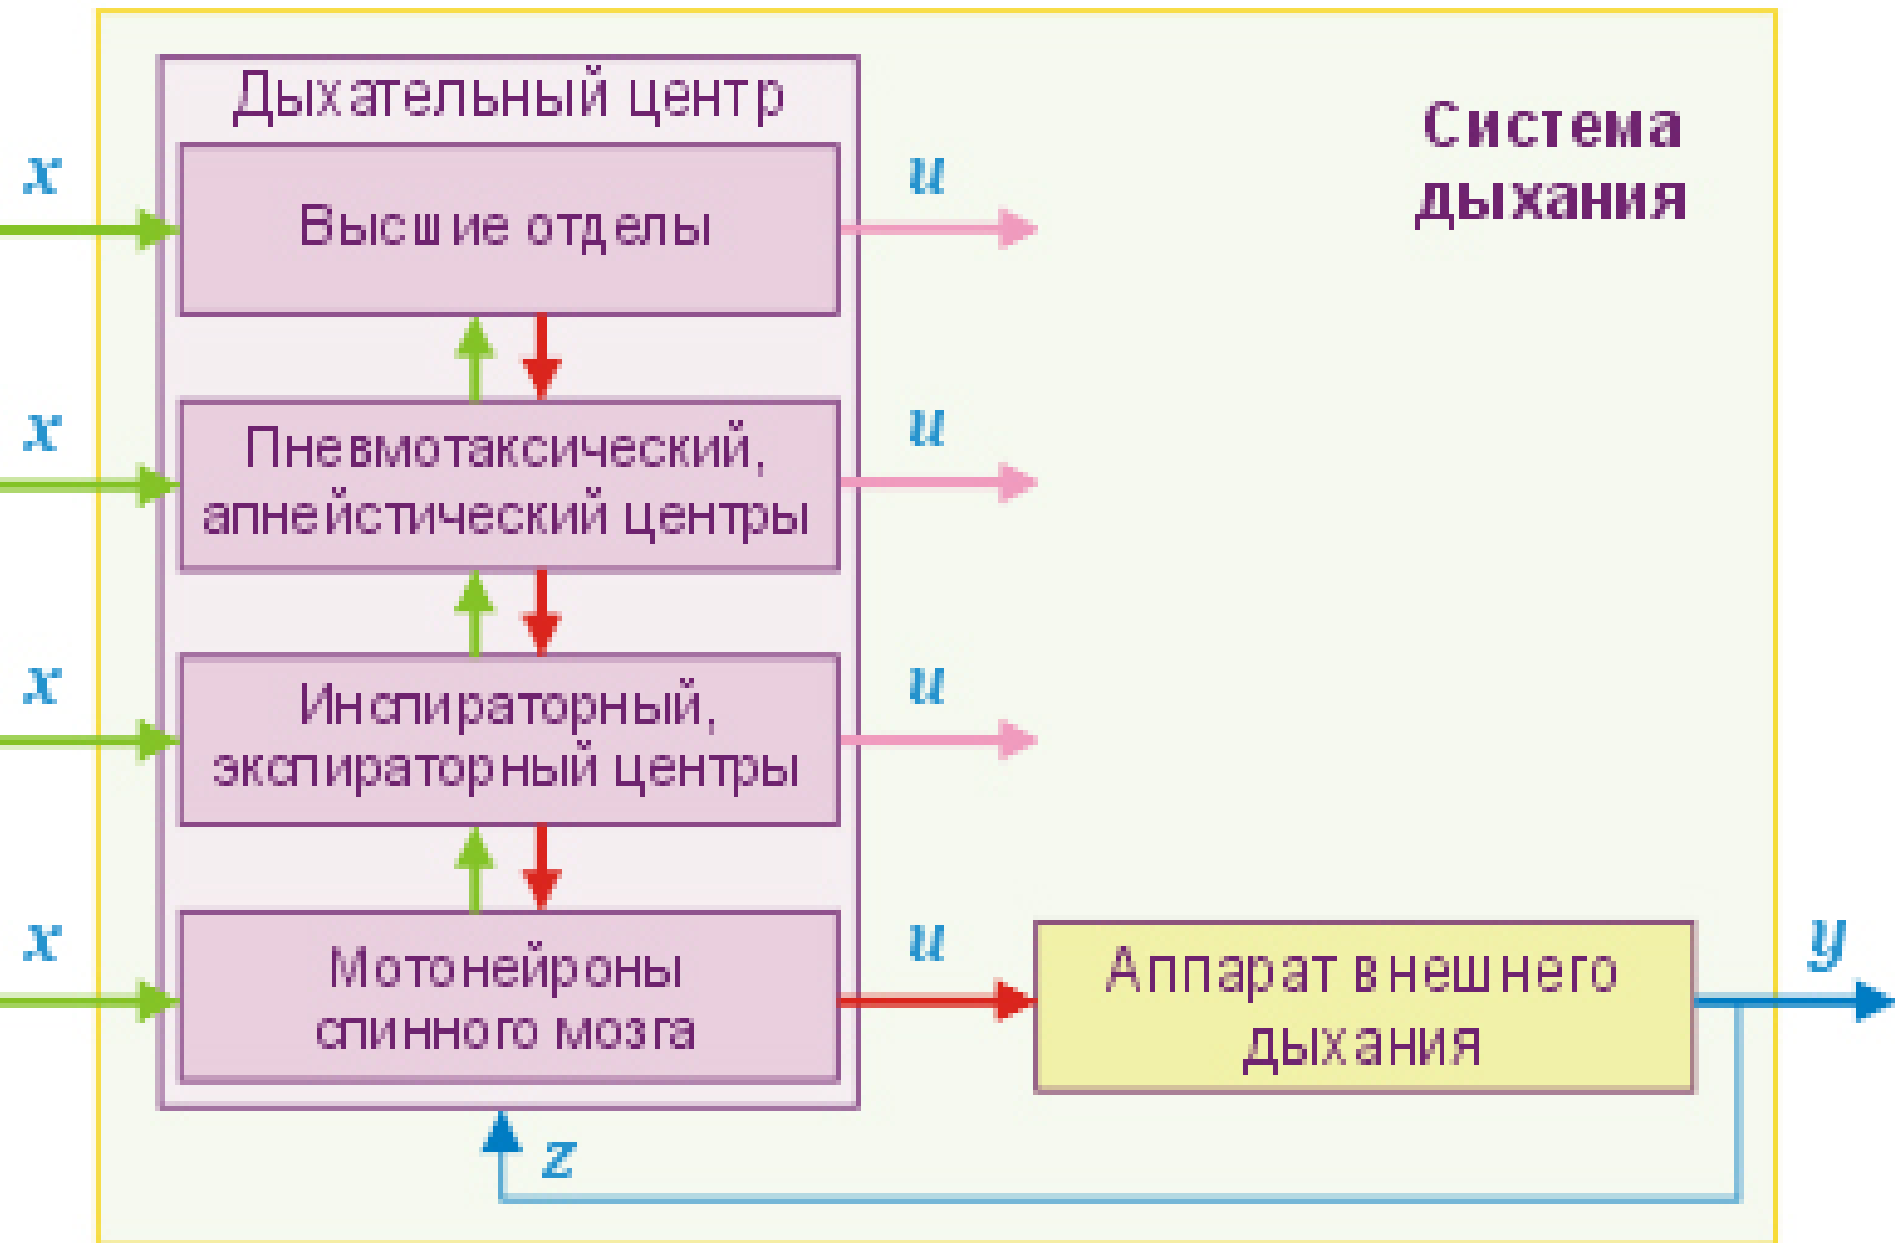 Дыхательный центр
Система
дыхания
x
Высшие отделы
u
x
Пневмотаксический,
апнейстический центры
u
x
Инспираторный,
экспираторный центры
u
x
Мотонейроны
спинного мозга
u
Аппарат внешнего
дыхания
y
z